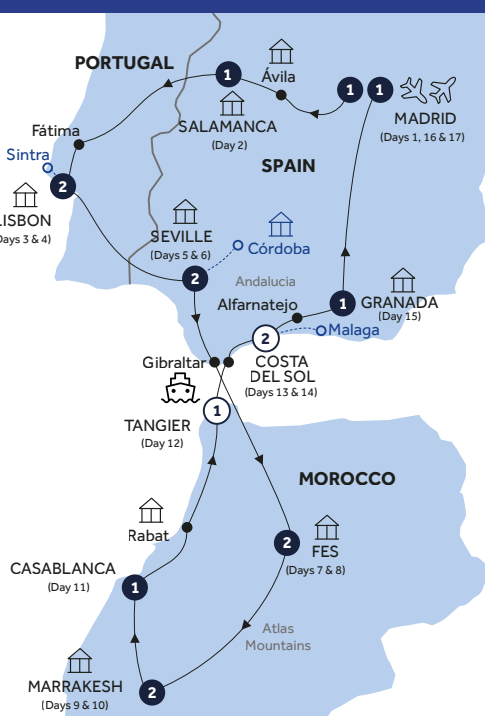 PORTUGAL
1
Ávila
1
1
MADRID
(Days 1, 16 & 17)
SALAMANCA
(Day 2)
Fátima
SPAIN
Sintra
2
LISBON
(Days 3 & 4)
SEVILLE
(Days 5 & 6)
Córdoba
2
Andalucia
Alfarnatejo
1
GRANADA
(Day 15)
2
Malaga
Gibraltar
COSTA
DEL SOL
(Days 13 & 14)
1
TANGIER
(Day 12)
MOROCCO
Rabat
2
FES
(Days 7 & 8)
CASABLANCA
(Day 11)
1
Atlas
Mountains
MARRAKESH
(Days 9 & 10)
2